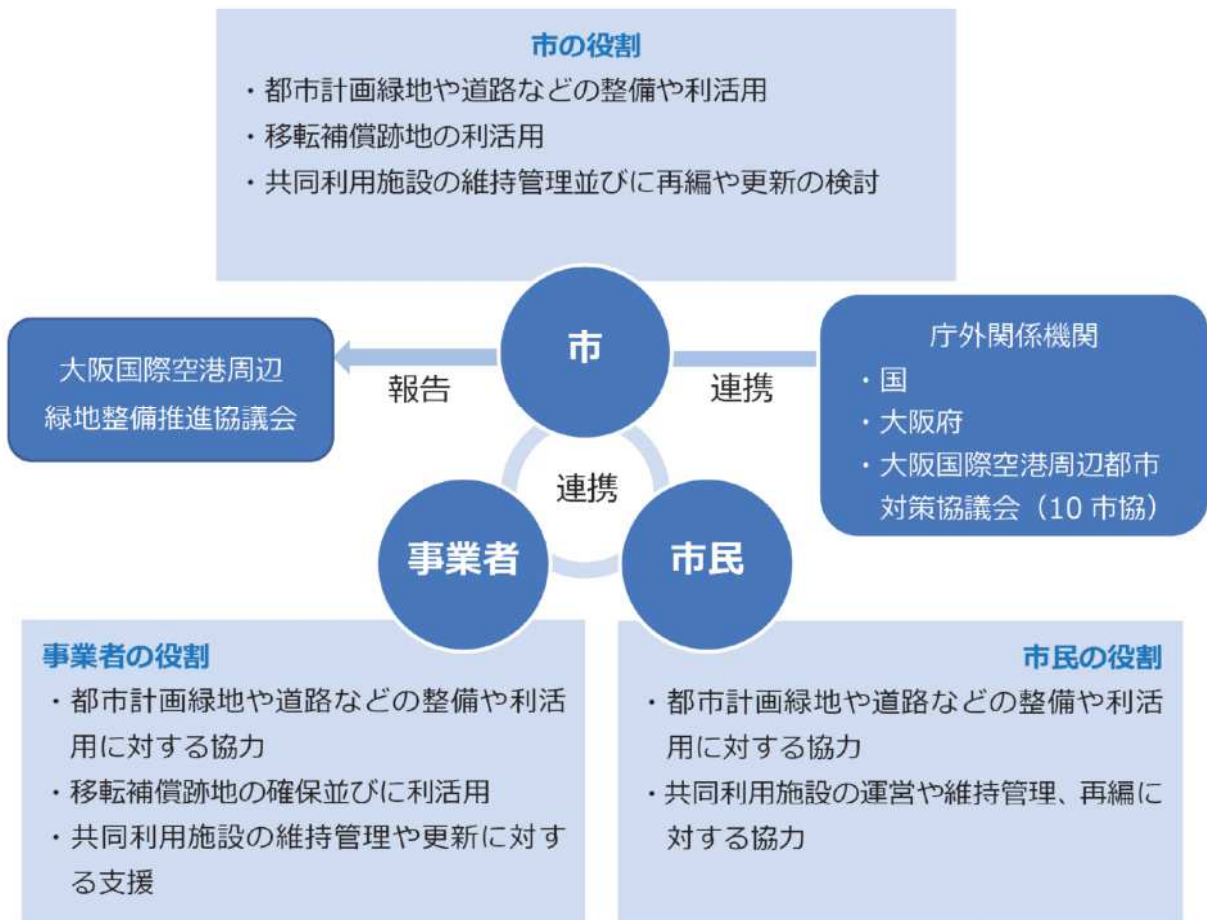 市の役割
・都市計画緑地や道路などの整備や利活用
・移転補償跡地の利活用
・共同利用施設の維持管理並びに再編や更新の検討
市
大阪国際空港周辺
緑地整備推進協議会
報告
連携
庁外関係機関
・国
・大阪府
・大阪国際空港周辺都市
対策協議会（10 市協）
連携
事業者
市民
事業者の役割
・都市計画緑地や道路などの整備や利活
用に対する協力
・移転補償跡地の確保並びに利活用
・共同利用施設の維持管理や更新に対す
る支援
市民の役割
・都市計画緑地や道路などの整備や利活
用に対する協力
・共同利用施設の運営や維持管理、再編に
対する協力